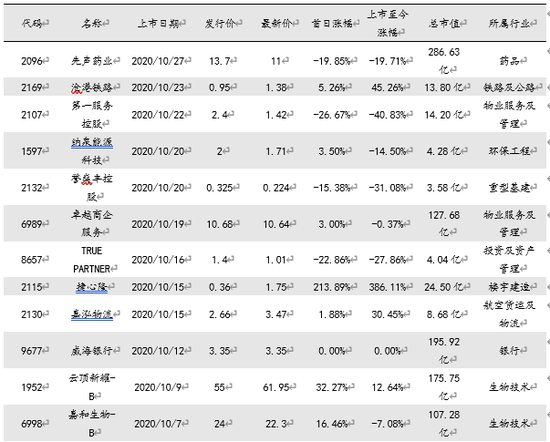 代码 名称 上市日期 发行价 最新价 首日涨幅 上市至今涨幅 总市值 所属行业
2096 先声药业 2020/10/27 13.7 11 -19.85% -19.71% 286.63亿 药品
2169 沧港铁路 2020/10/23 0.95 1.38 5.26% 45.26% 13.80亿 铁路及公路
2107 第一服务控股 2020/10/22 2.4 1.42 -26.67% -40.83% 14.20亿 物业服务及管理
1597 纳泉能源科技 2020/10/20 2 1.71 3.50% -14.50% 4.28亿 环保工程
2132 誉燊丰控股 2020/10/20 0.325 0.224 -15.38% -31.08% 3.58亿 重型基建
6989 卓越商企服务 2020/10/19 10.68 10.64 3.00% -0.37% 127.68亿 物业服务及管理
8657 TRUE PARTNER 2020/10/16 1.4 1.01 -22.86% -27.86% 4.04亿 投资及资产管理
2115 捷心隆 2020/10/15 0.36 1.75 213.89% 386.11% 24.50亿 楼宇建造
2130 嘉泓物流 2020/10/15 2.66 3.47 1.88% 30.45% 8.68亿 航空货运及物流
9677 威海银行 2020/10/12 3.35 3.35 0.00% 0.00% 195.92亿 银行
1952 云顶新耀-B 2020/10/9 55 61.95 32.27% 12.64% 175.75亿 生物技术
6998 嘉和生物-B 2020/10/7 24 22.3 16.46% -7.08% 107.28亿 生物技术